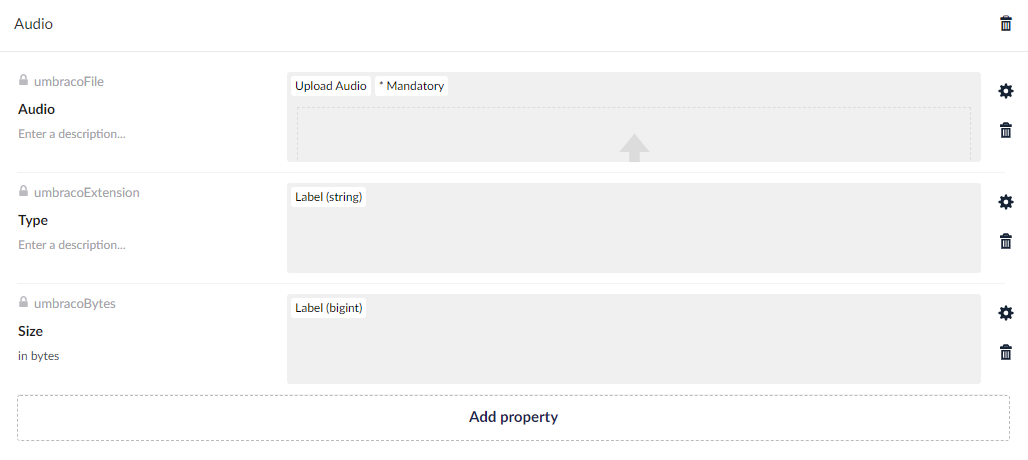 Audio
umbracoFile
Audio
Enter a description...
Upload Audio * Mandatory
umbracoExtension
Type
Enter a description...
Label (string)
umbracoBytes
Size
in bytes
Label (bigint)
Add property